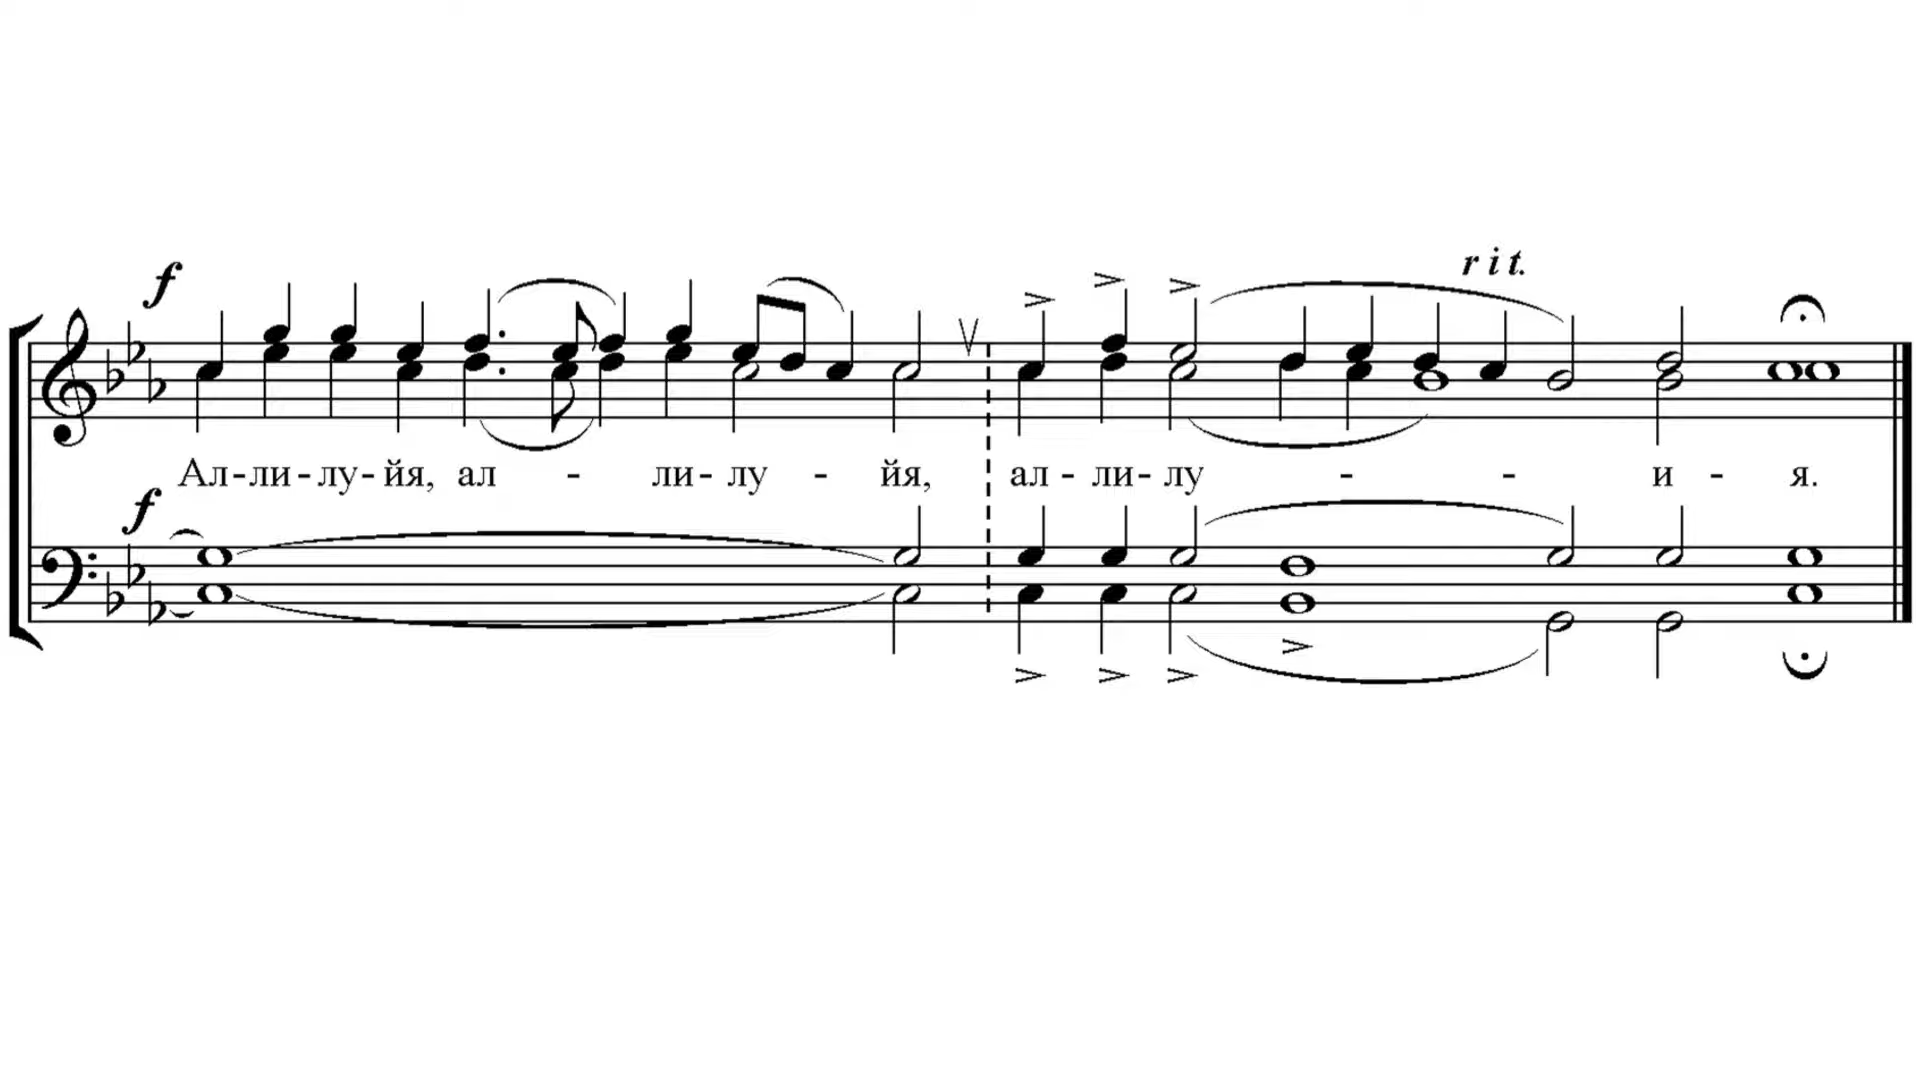 f
rit.
Ал-ли-лу-йя, ал - ли-лу - йя, ал-ли-лу - - и - я.
f